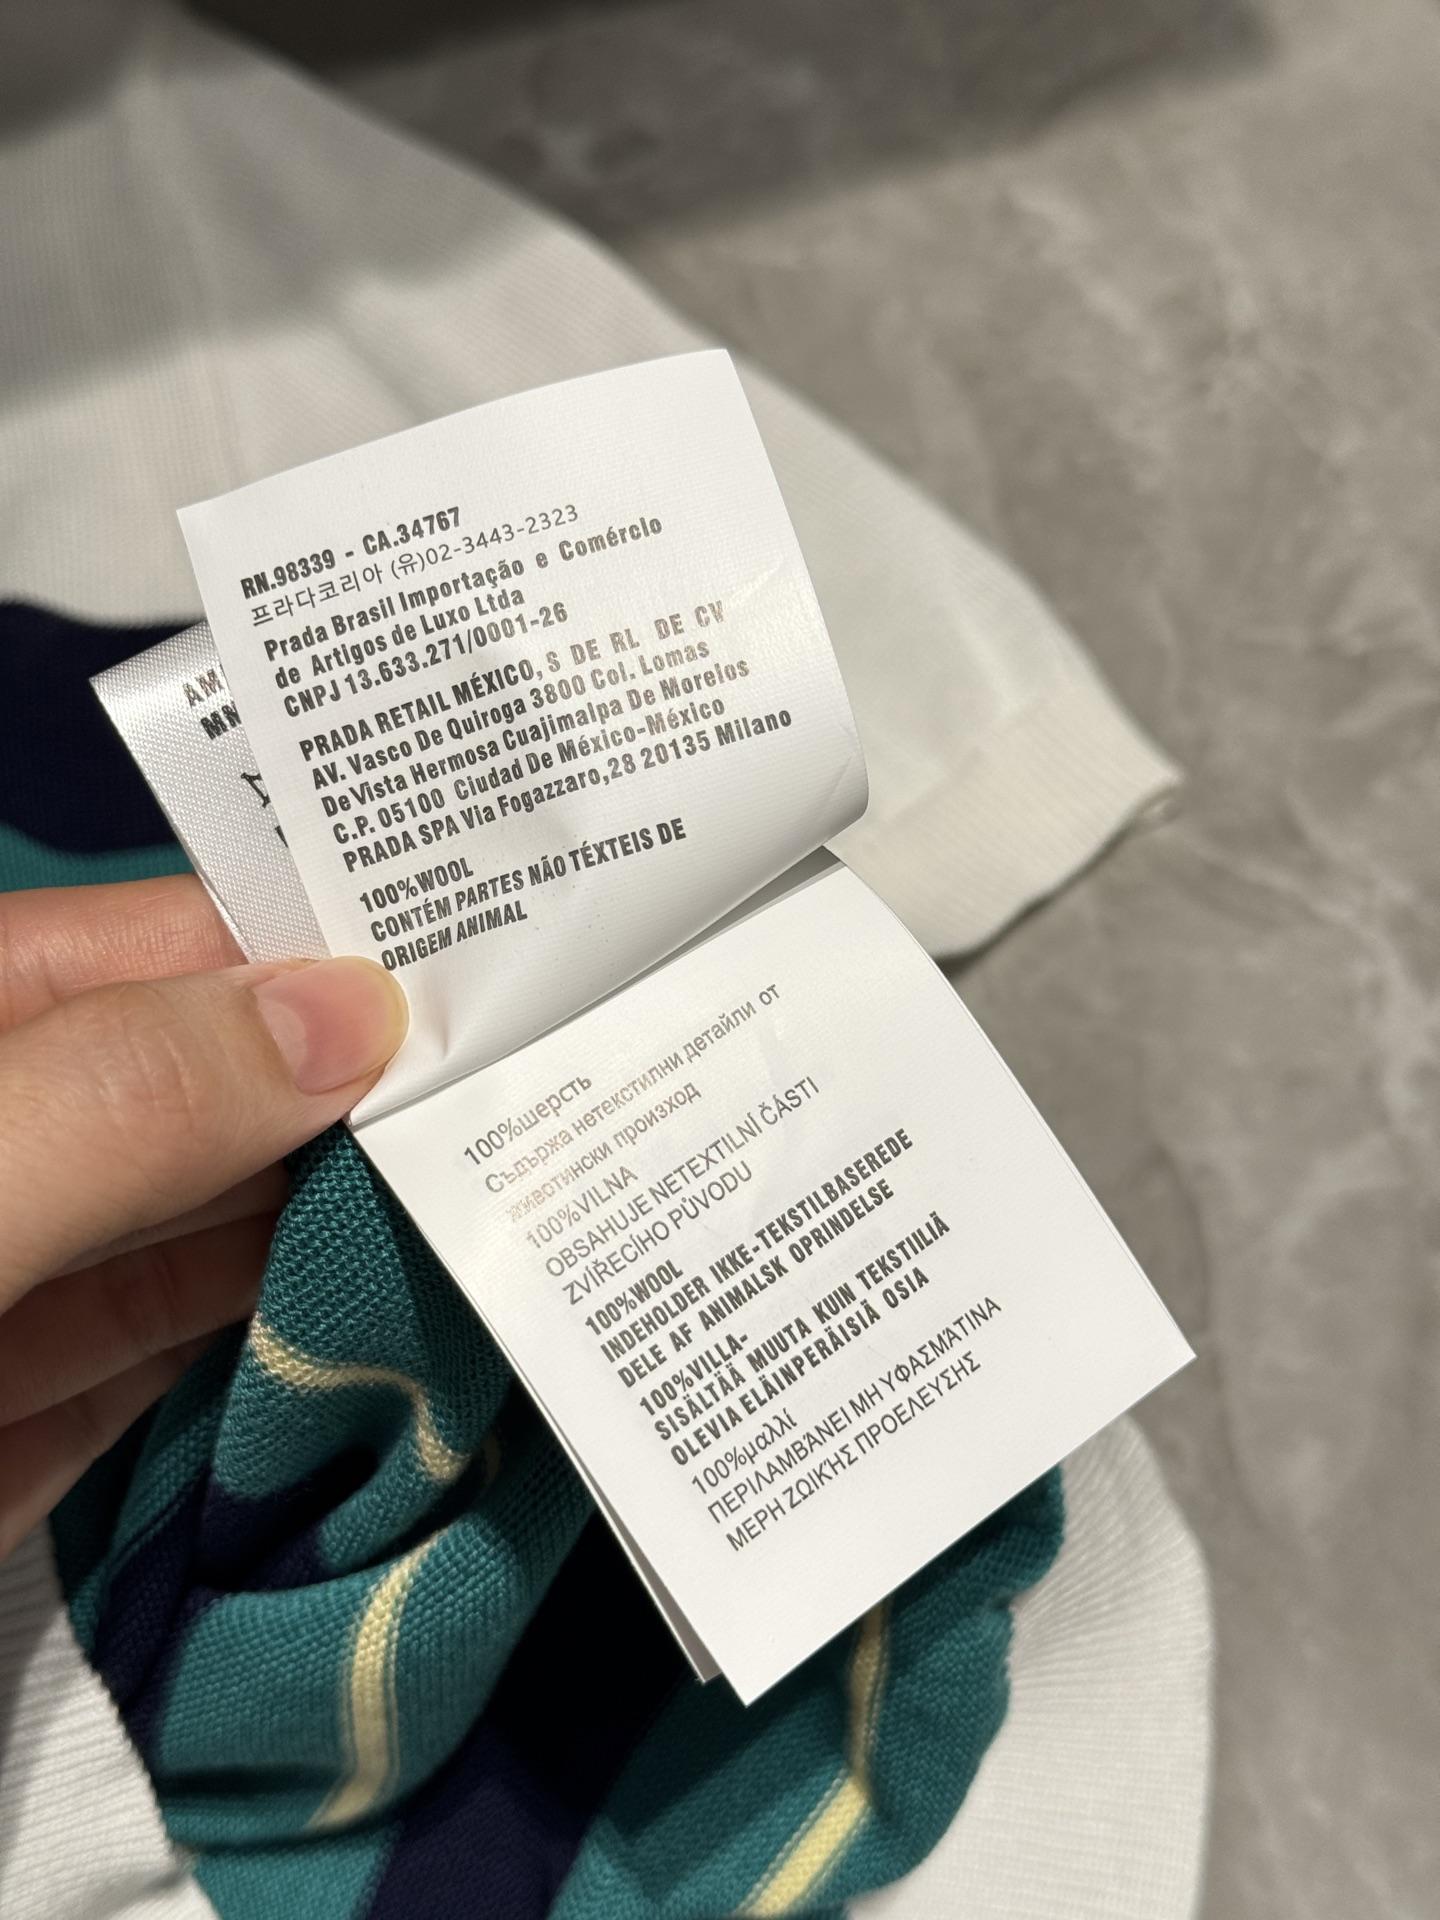 RN.98339 - CA.34767
프라다코리아 (유)02-3443-2323
Prada Brasil Importação e Comércio
de Artigos de Luxo Ltda
CNPJ 13.633.271/0001-26
PRADA RETAIL MÉXICO, S DE RL DE CV
AV. Vasco De Quiroga 3800 Col. Lomas
De Vista Hermosa Cuajimalpa De Morelos
C.P. 05100 Ciudad De México-México
PRADA SPA Via Fogazzaro,28 20135 Milano
100%WOOL
CONTÉM PARTES NÃO TÉXTEIS DE
ORIGEM ANIMAL
AM
MN
100%шерсть
Съдържа нетекстилни детайли от
животински произход
100%VILNA
OBSAHUJE NETEXTILNÍ ČÁSTI
ZVÍŘECÍHO PŮVODU
100%WOOL
INDEHOLDER IKKE-TEKSTILBASEREDE
DELE AF ANIMALSK OPRINDELSE
100%VILLA-
SISÄLTÄÄ MUUTA KUIN TEKSTIILIÄ
OLEVIA ELÄINPERÄISIÄ OSIA
100%μαλλί
ΠΕΡΙΛΑΜΒΆΝΕΙ ΜΗ ΥΦΑΣΜΆΤΙΝΑ
ΜΕΡΗ ΖΩΙΚΉΣ ΠΡΟΕΛΕΥΣΗΣ